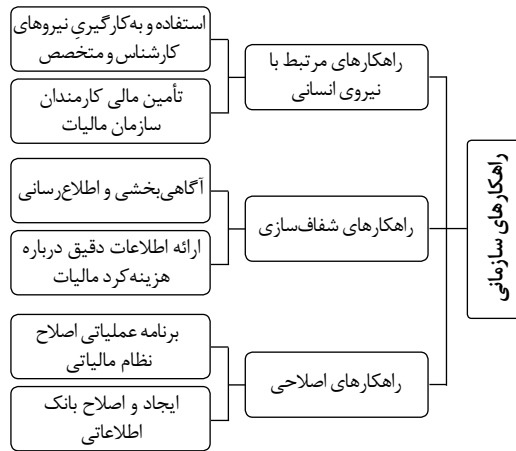 راهکارهای سازمانی
راهکارهای مرتبط با
نیروی انسانی
استفاده و به‌کارگیریِ نیروهای
کارشناس و متخصص
تأمین مالی کارمندان
سازمان مالیات
راهکارهای شفاف‌سازی
آگاهی‌بخشی و اطلاع‌رسانی
ارائه اطلاعات دقیق درباره
هزینه‌کرد مالیات
راهکارهای اصلاحی
برنامه عملیاتی اصلاح
نظام مالیاتی
ایجاد و اصلاح بانک
اطلاعاتی